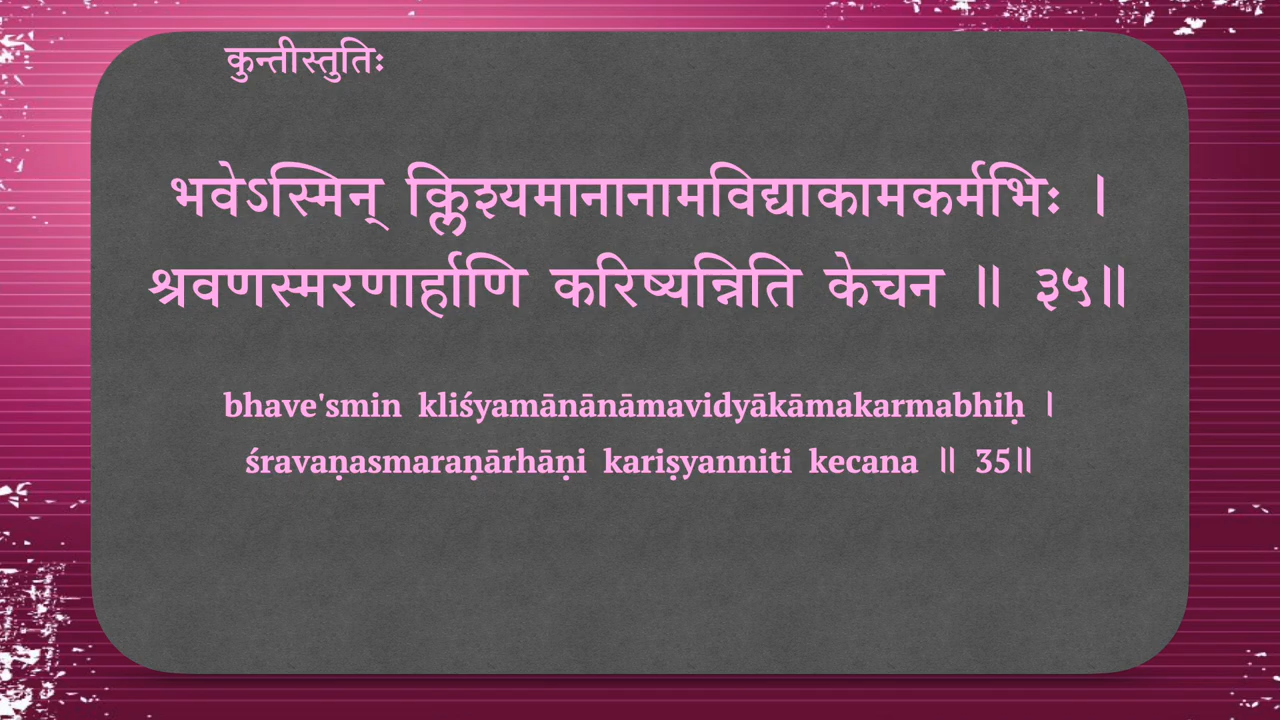 कुन्तीस्तुतिः
भवेऽस्मिन् क्लिश्यमानानामविद्याकामकर्मभिः ।
श्रवणस्मरणार्हाणि करिष्यन्निति केचन ॥ ३५॥
bhave'smin kliśyamānānāmavidyākāmakarmabhiḥ ।
śravaṇasmaraṇārhāṇi kariṣyanniti kecana ॥ 35॥